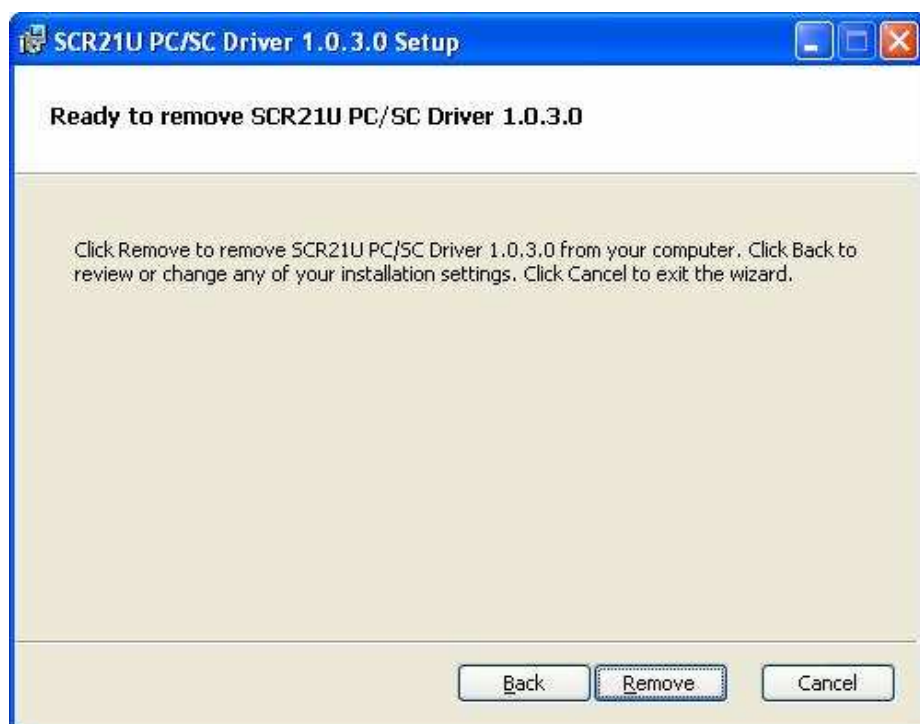 SCR21U PC/SC Driver 1.0.3.0 Setup
Ready to remove SCR21U PC/SC Driver 1.0.3.0
Click Remove to remove SCR21U PC/SC Driver 1.0.3.0 from your computer. Click Back to
review or change any of your installation settings. Click Cancel to exit the wizard.
Back Remove Cancel